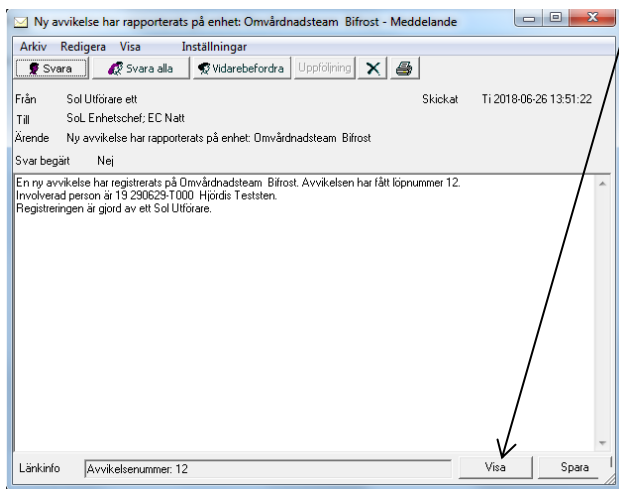 Ny avvikelse har rapporterats på enhet: Omvårdnadsteam Bifrost - Meddelande
Arkiv Redigera Visa Inställningar
Svara Svara alla Vidarebefordra Uppföljning
Från Sol Utförare ett Skickat Ti 2018-06-26 13:51:22
Till SoL Enhetschef; EC Natt
Ärende Ny avvikelse har rapporterats på enhet: Omvårdnadsteam Bifrost
Svar begärt Nej
En ny avvikelse har registrerats på Omvårdnadsteam Bifrost. Avvikelsen har fått löpnummer 12.
Involverad person är 19 290629-T000 Hjördis Teststen.
Registreringen är gjord av ett Sol Utförare.
Länkinfo Avvikelsenummer: 12 Visa Spara